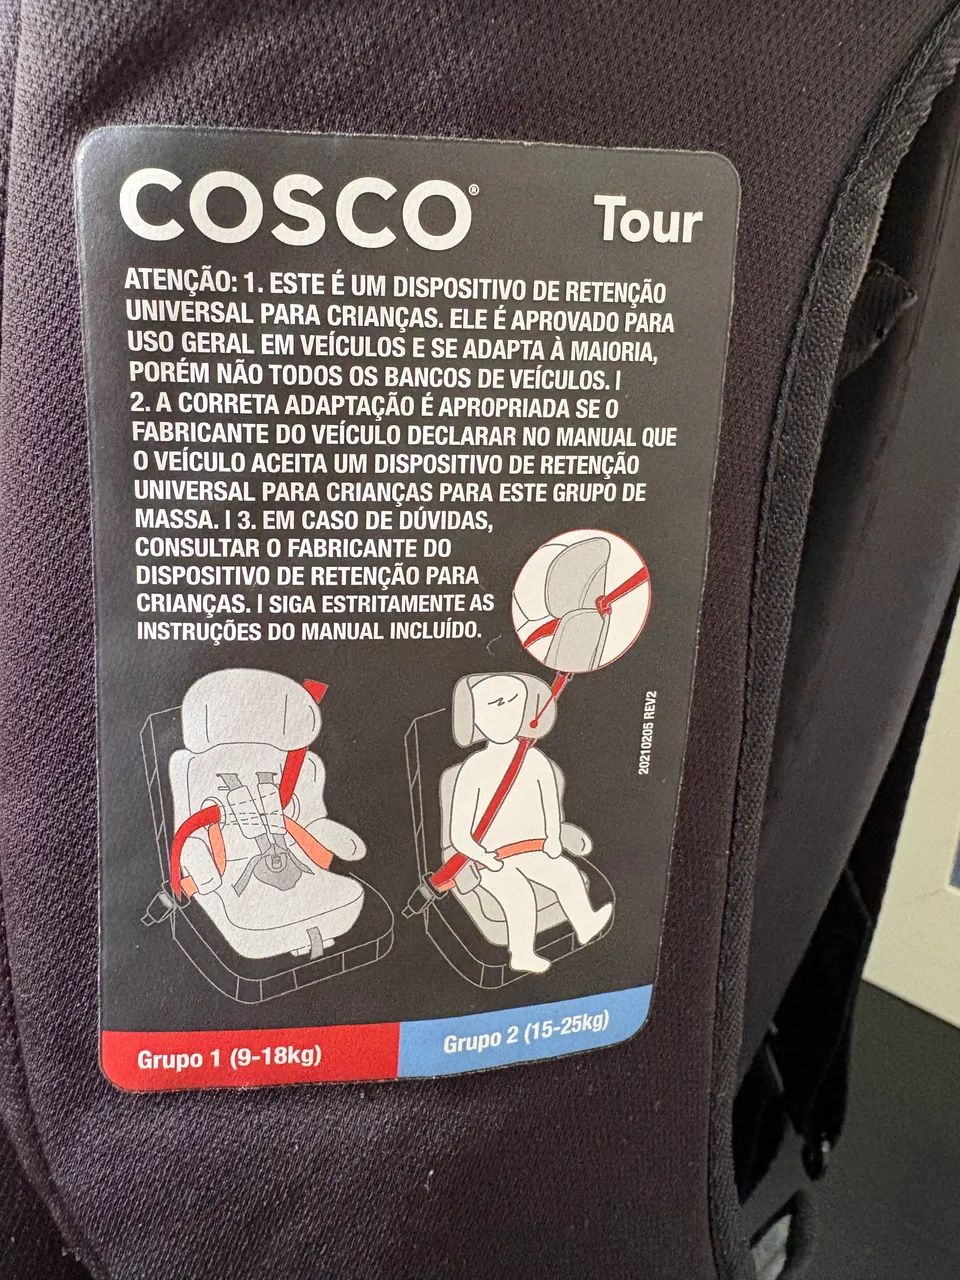 COSCO® Tour
ATENÇÃO: 1. ESTE É UM DISPOSITIVO DE RETENÇÃO
UNIVERSAL PARA CRIANÇAS. ELE É APROVADO PARA
USO GERAL EM VEÍCULOS E SE ADAPTA À MAIORIA,
PORÉM NÃO TODOS OS BANCOS DE VEÍCULOS. |
2. A CORRETA ADAPTAÇÃO É APROPRIADA SE O
FABRICANTE DO VEÍCULO DECLARAR NO MANUAL QUE
O VEÍCULO ACEITA UM DISPOSITIVO DE RETENÇÃO
UNIVERSAL PARA CRIANÇAS PARA ESTE GRUPO DE
MASSA. | 3. EM CASO DE DÚVIDAS,
CONSULTAR O FABRICANTE DO
DISPOSITIVO DE RETENÇÃO PARA
CRIANÇAS. | SIGA ESTRITAMENTE AS
INSTRUÇÕES DO MANUAL INCLUÍDO.
20210205 REV2
Grupo 1 (9-18kg)
Grupo 2 (15-25kg)